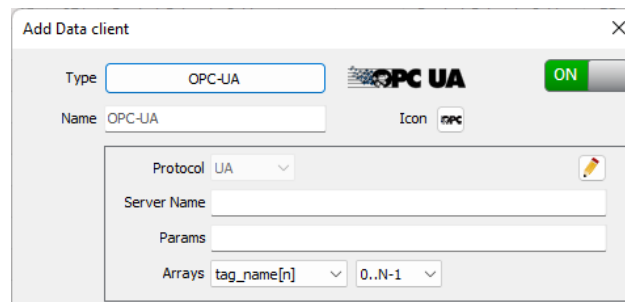 Add Data client
Type OPC-UA OPC UA ON
Name OPC-UA Icon OPC
Protocol UA
Server Name
Params
Arrays tag_name[n] 0..N-1